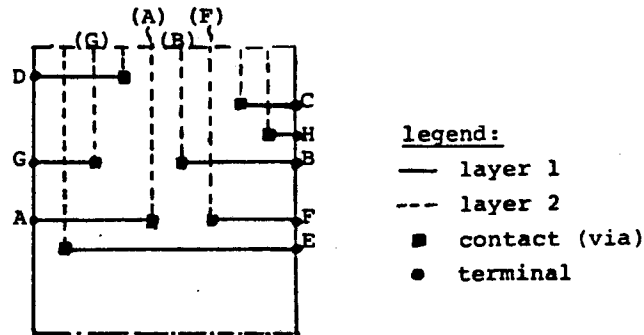 (A) (F)
(G) (B)
D
C
H
G B
A F
E
legend:
layer 1
layer 2
contact (via)
terminal